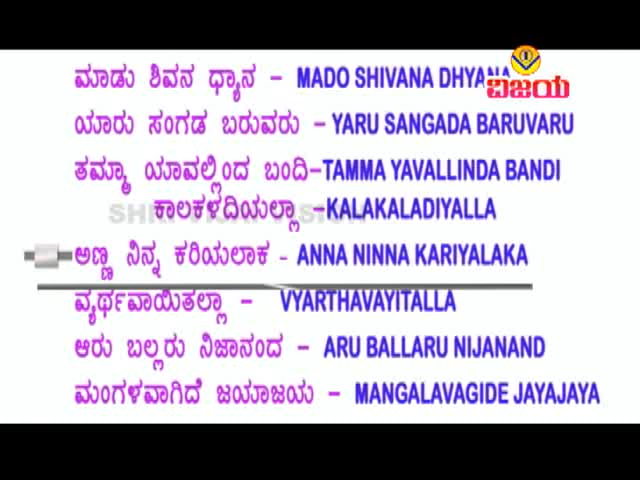 ವಿಜಯ
ಮಾಡು ಶಿವನ ಧ್ಯಾನ – MADO SHIVANA DHYANA
ಯಾರು ಸಂಗಡ ಬರುವರು – YARU SANGADA BARUVARU
ತಮ್ಮಾ ಯಾವಲ್ಲಿಂದ ಬಂದಿ–TAMMA YAVALLINDA BANDI
ಕಾಲಕಳದಿಯಲ್ಲಾ –KALAKALADIYALLA
ಅಣ್ಣ ನಿನ್ನ ಕರಿಯಲಾಕ - ANNA NINNA KARIYALAKA
ವ್ಯರ್ಥವಾಯಿತಲ್ಲಾ – VYARTHAVAYITALLA
ಆರು ಬಲ್ಲರು ನಿಜಾನಂದ – ARU BALLARU NIJANAND
ಮಂಗಳವಾಗಿದೆ ಜಯಾಜಯ – MANGALAVAGIDE JAYAJAYA